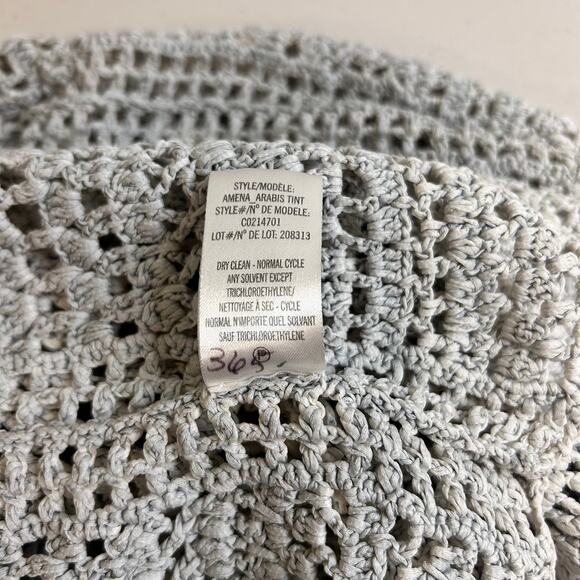 STYLE/MODÈLE:
AMENA_ARABIS TINT
STYLE#/Nº DE MODELE:
C0214701
LOT#/Nº DE LOT: 208313
DRY CLEAN - NORMAL CYCLE
ANY SOLVENT EXCEPT
TRICHLOROETHYLENE/
NETTOYAGE À SEC - CYCLE
NORMAL N'IMPORTE QUEL SOLVANT
SAUF TRICHLOROETHYLENE